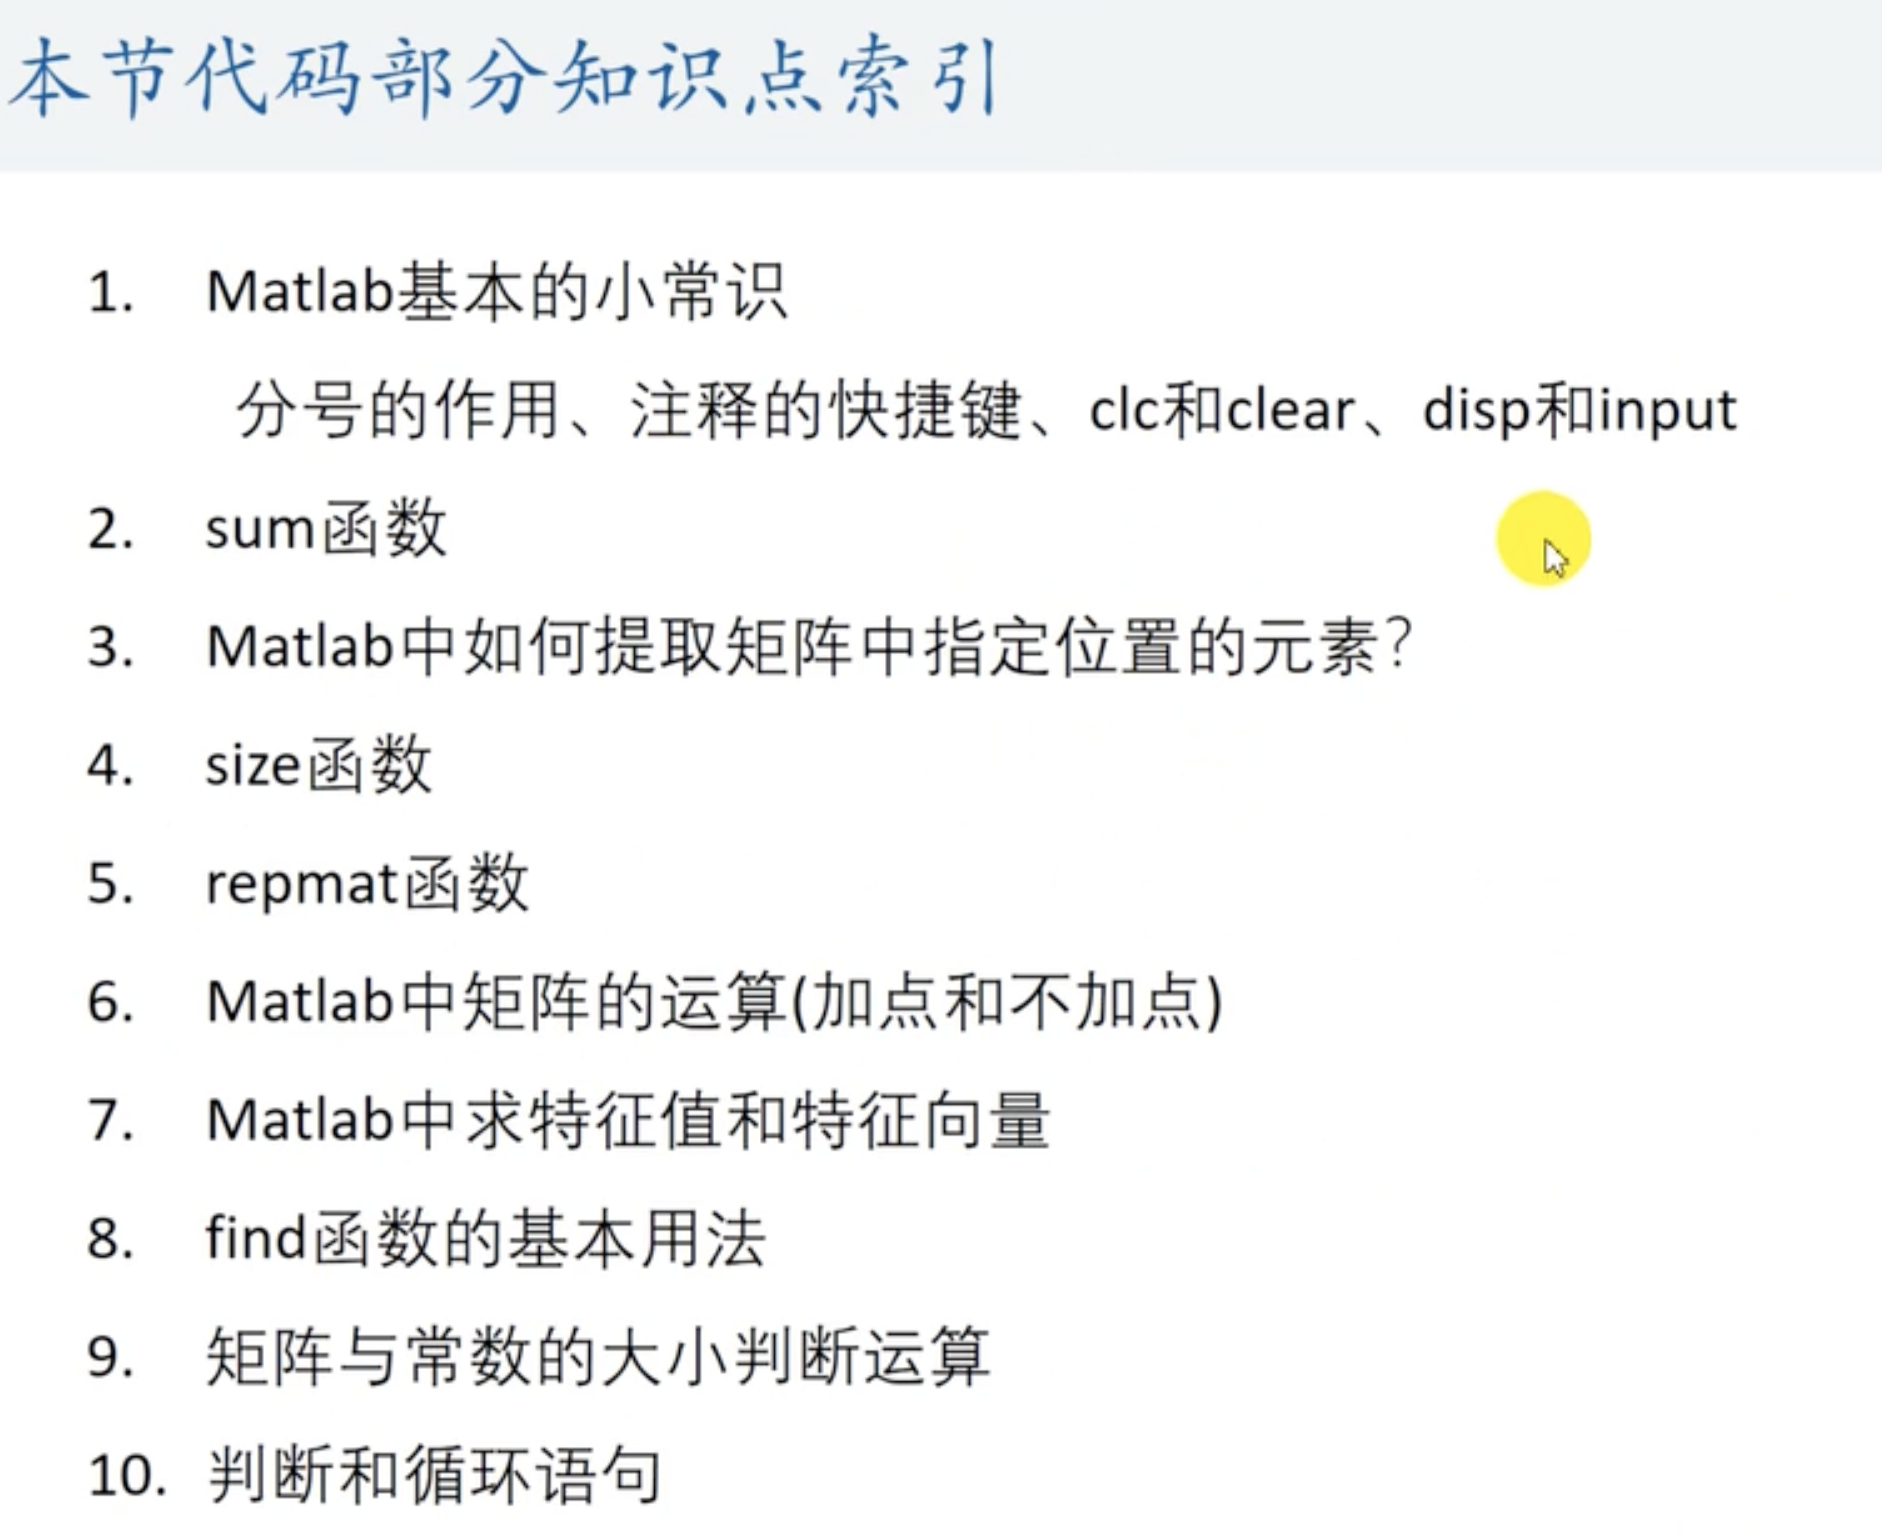 本节代码部分知识点索引
1. Matlab基本的小常识
分号的作用、注释的快捷键、clc和clear、disp和input
2. sum函数
3. Matlab中如何提取矩阵中指定位置的元素?
4. size函数
5. repmat函数
6. Matlab中矩阵的运算(加点和不加点)
7. Matlab中求特征值和特征向量
8. find函数的基本用法
9. 矩阵与常数的大小判断运算
10. 判断和循环语句